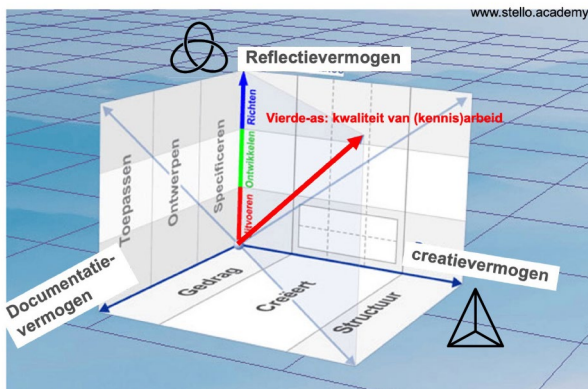 www.stello.academy
Reflectievermogen
Vierde-as: kwaliteit van (kennis)arbeid
Richten
Ontwikkelen
Toepassen
Ontwerpen
Specificeren
creatievermogen
Documentatie-
vermogen
Gedrag
Creëert
Structuur